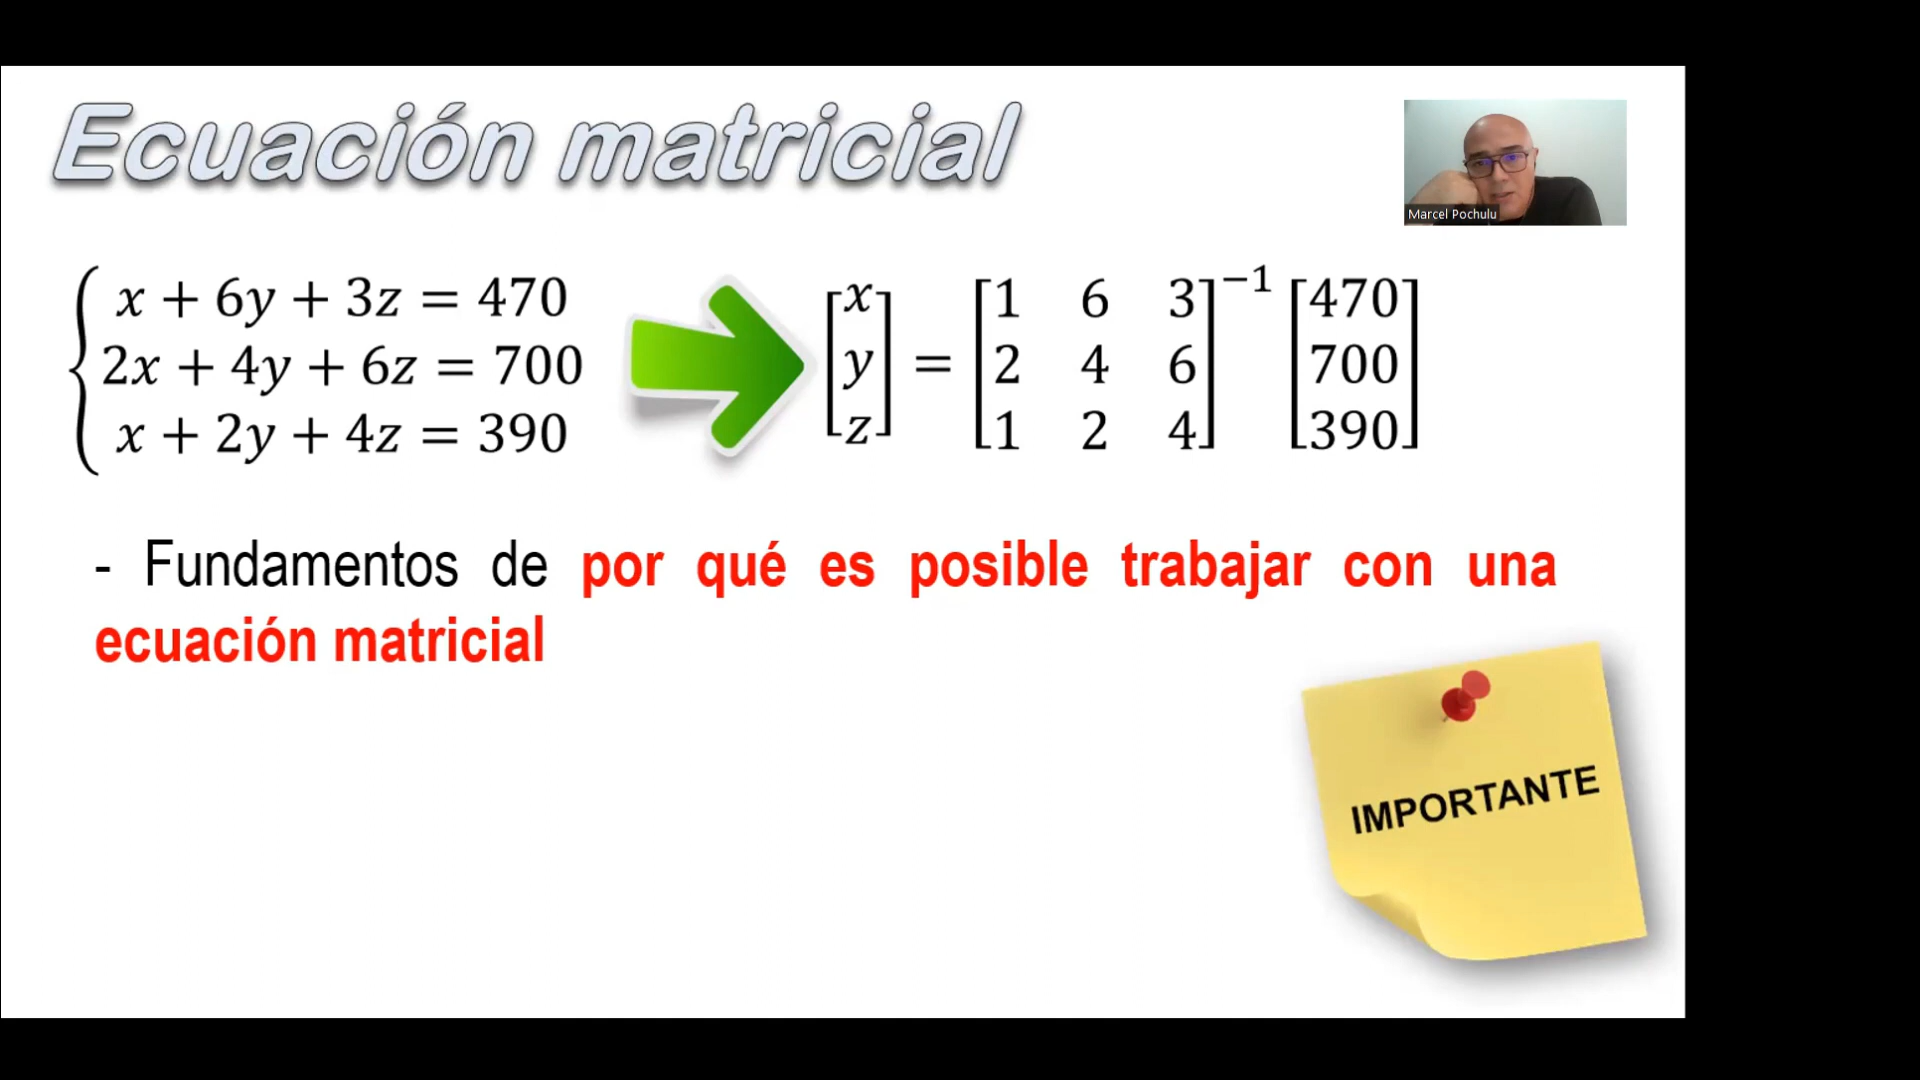 Ecuación matricial
Marcel Pochulu
x + 6y + 3z = 470
2x + 4y + 6z = 700
x + 2y + 4z = 390
[x y z] = [1 6 3; 2 4 6; 1 2 4]⁻¹ [470 700 390]
- Fundamentos de por qué es posible trabajar con una
ecuación matricial
IMPORTANTE